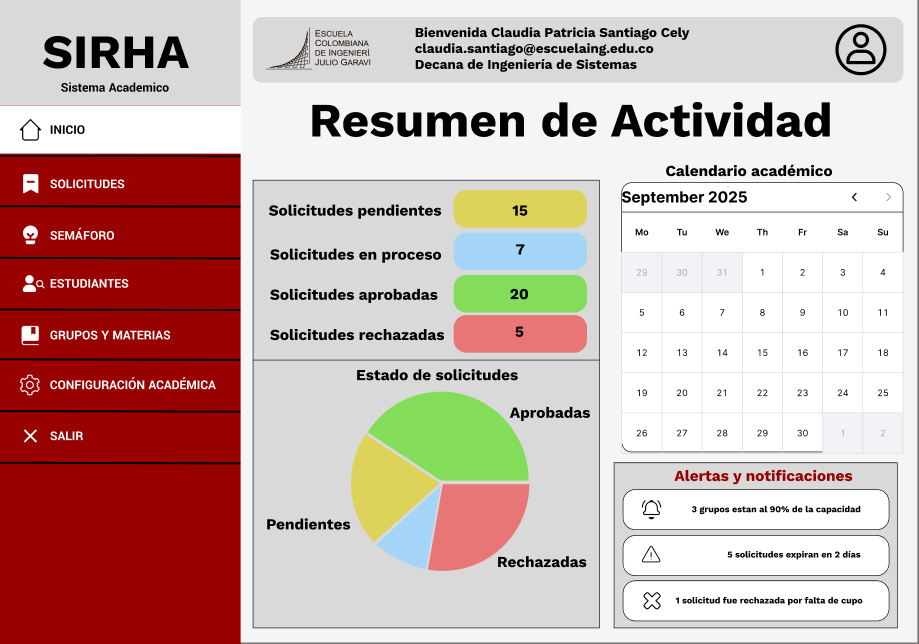 SIRHA
Sistema Academico
INICIO
SOLICITUDES
SEMÁFORO
ESTUDIANTES
GRUPOS Y MATERIAS
CONFIGURACIÓN ACADÉMICA
SALIR
ESCUELA
COLOMBIANA
DE INGENIERÍ
JULIO GARAVI
Bienvenida Claudia Patricia Santiago Cely
claudia.santiago@escuelaing.edu.co
Decana de Ingeniería de Sistemas
Resumen de Actividad
Solicitudes pendientes 15
Solicitudes en proceso 7
Solicitudes aprobadas 20
Solicitudes rechazadas 5
Estado de solicitudes
Aprobadas
Pendientes
Rechazadas
Calendario académico
September 2025
Mo Tu We Th Fr Sa Su
29 30 31 1 2 3 4
5 6 7 8 9 10 11
12 13 14 15 16 17 18
19 20 21 22 23 24 25
26 27 28 29 30 1 2
Alertas y notificaciones
3 grupos estan al 90% de la capacidad
5 solicitudes expiran en 2 días
1 solicitud fue rechazada por falta de cupo